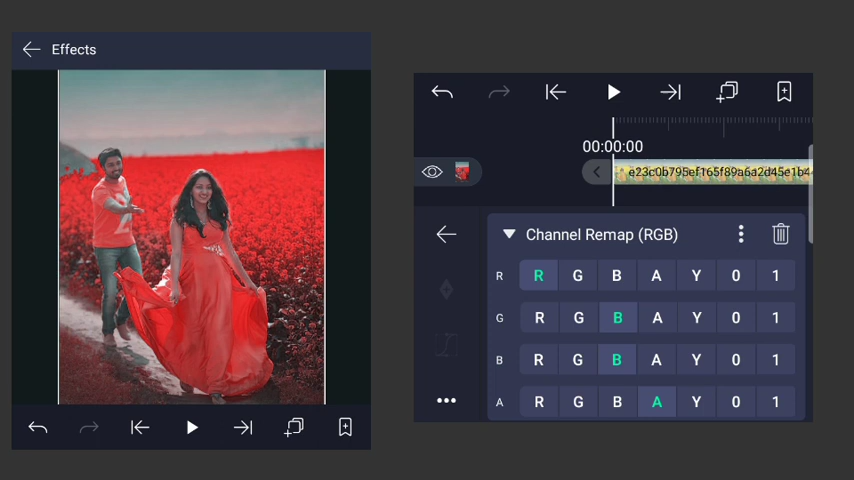 Effects
00:00:00
e23c0b795ef165f89a6a2d45e1b4
Channel Remap (RGB)
R R G B A Y 0 1
G R G B A Y 0 1
B R G B A Y 0 1
A R G B A Y 0 1